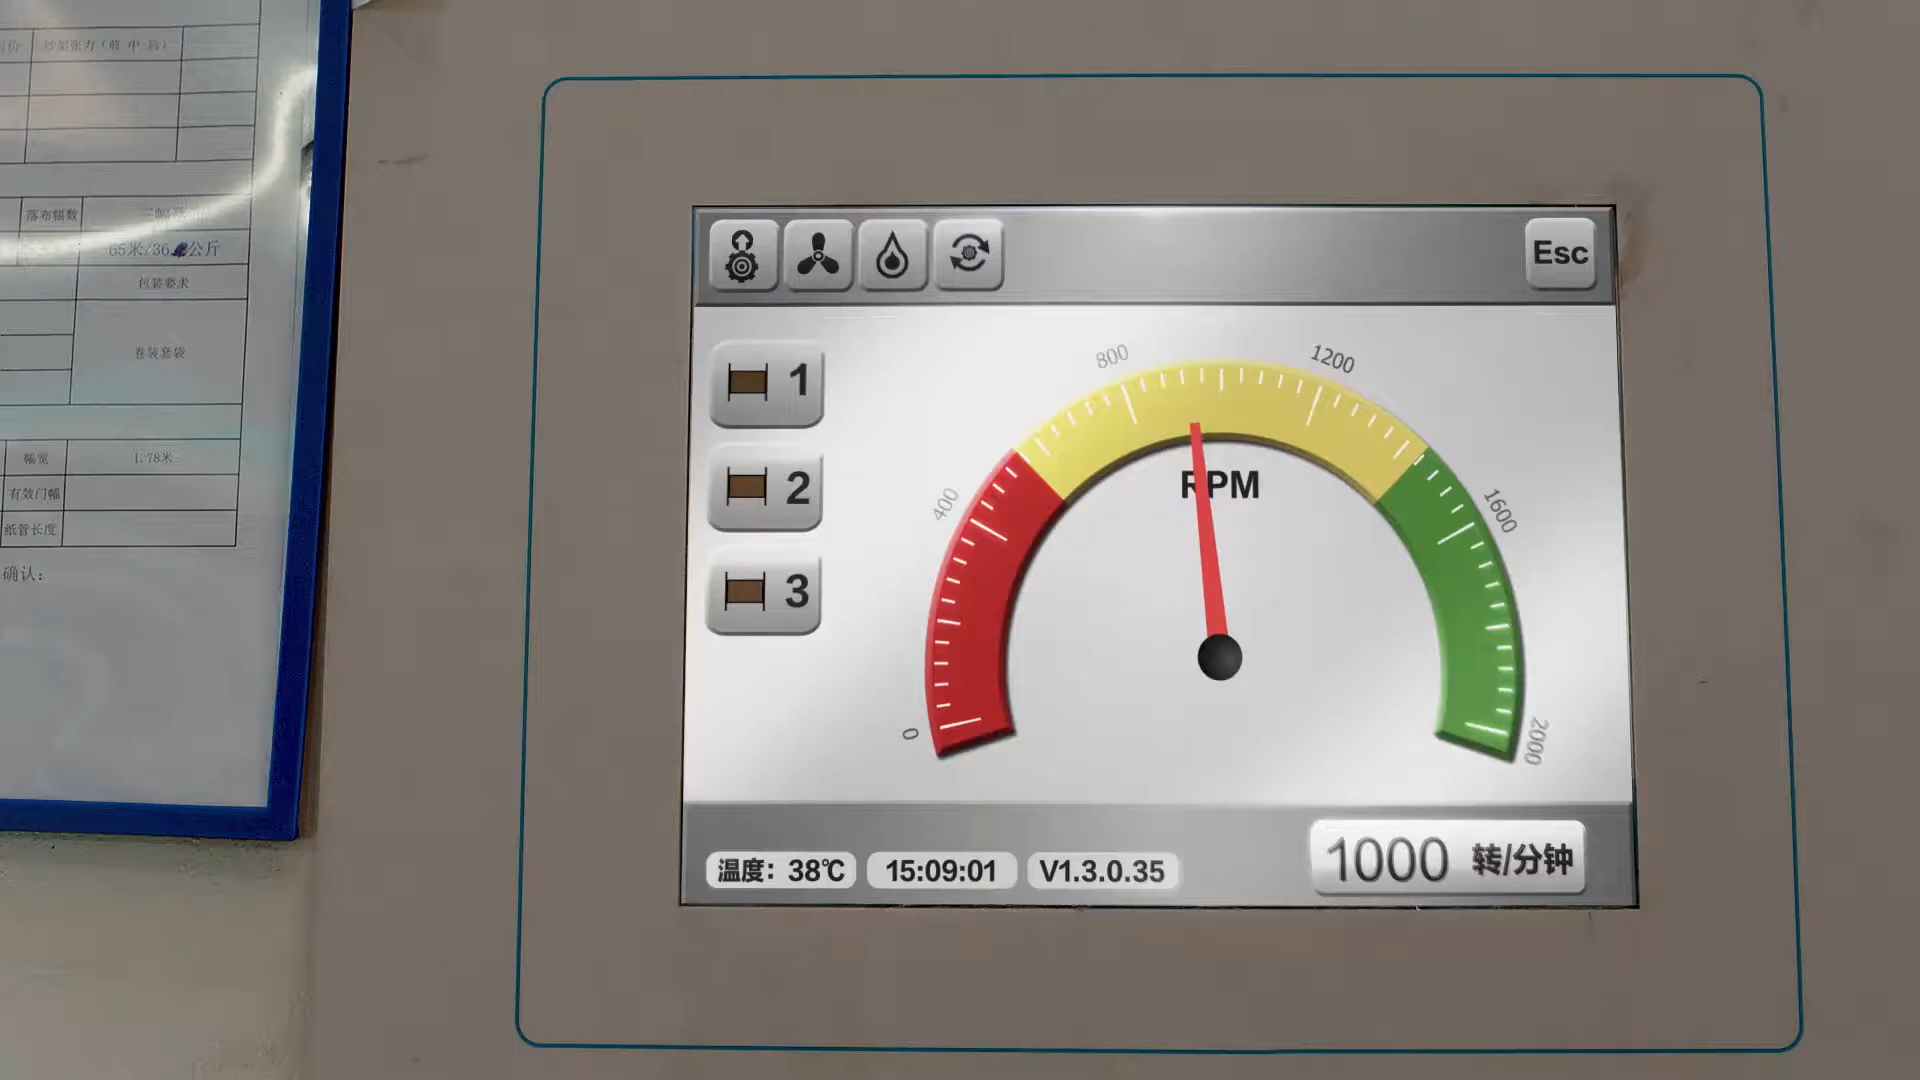 纱架张力（前 中 后）
落布幅数
65米/36
公斤
包装要求
卷装套袋
幅宽 1.78米
有效门幅
纸管长度
确认：
Esc
1
2
3
0
400
800
1200
1600
2000
RPM
温度：38℃ 15:09:01 V1.3.0.35
1000 转/分钟